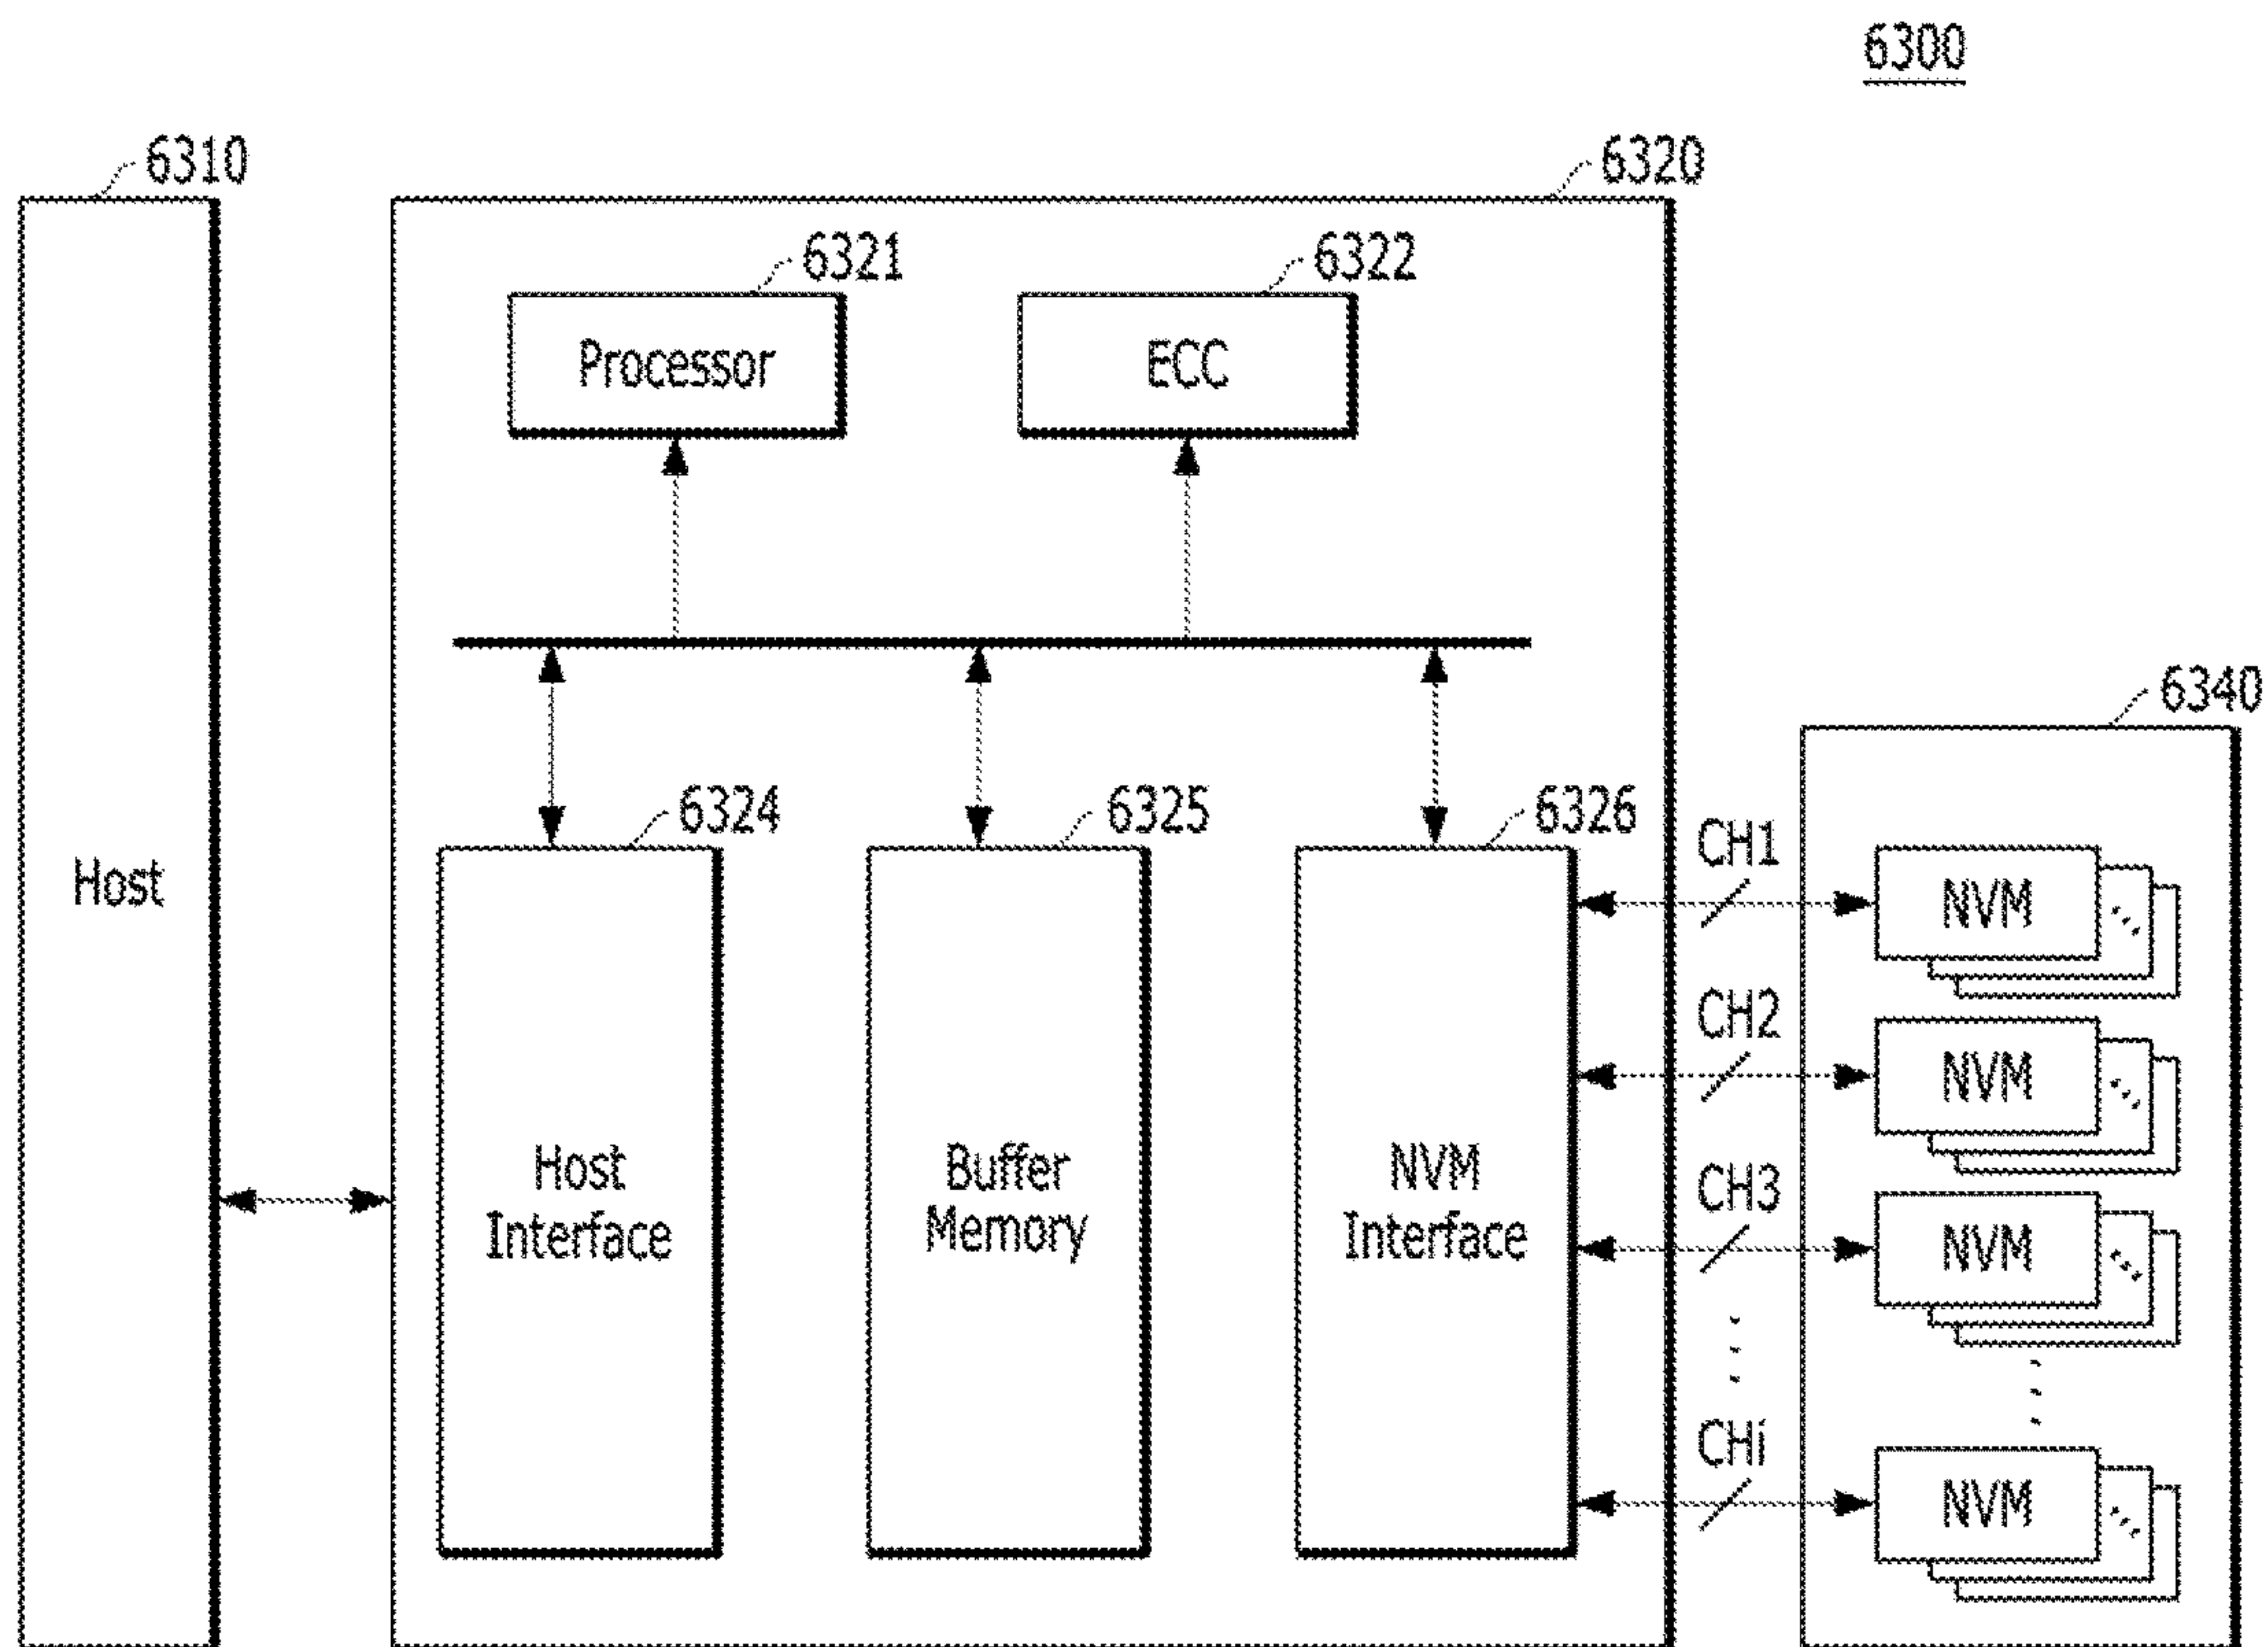 6300
6310
6320
6321
6322
Processor
ECC
6340
6324
6325
6326
CH1
Host
NVM
CH2
NVM
Host
Interface
Buffer
Memory
NVM
Interface
CH3
NVM
CHi
NVM